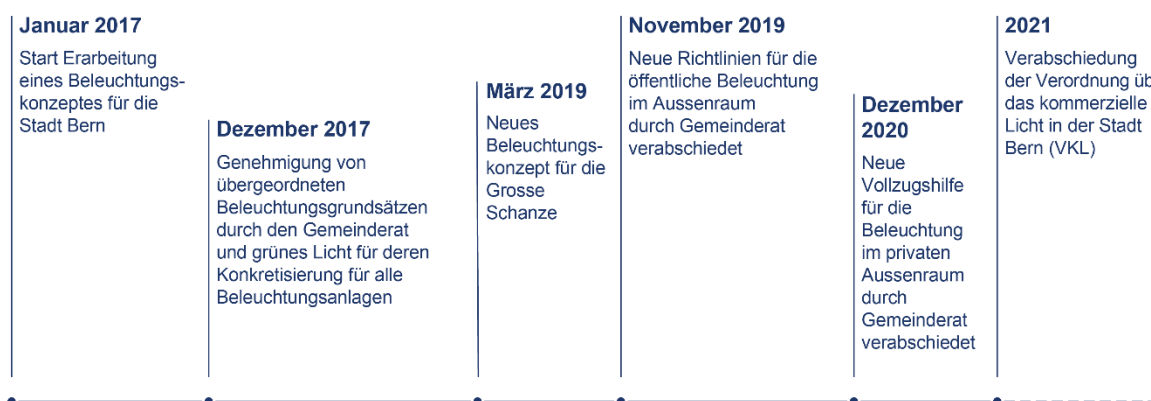 Januar 2017
Start Erarbeitung
eines Beleuchtungs-
konzeptes für die
Stadt Bern
Dezember 2017
Genehmigung von
übergeordneten
Beleuchtungsgrundsätzen
durch den Gemeinderat
und grünes Licht für deren
Konkretisierung für alle
Beleuchtungsanlagen
März 2019
Neues
Beleuchtungs-
konzept für die
Grosse
Schanze
November 2019
Neue Richtlinien für die
öffentliche Beleuchtung
im Aussenraum
durch Gemeinderat
verabschiedet
Dezember
2020
Neue
Vollzugshilfe
für die
Beleuchtung
im privaten
Aussenraum
durch
Gemeinderat
verabschiedet
2021
Verabschiedung
der Verordnung
das kommerzielle
Licht in der Stadt
Bern (VKL)